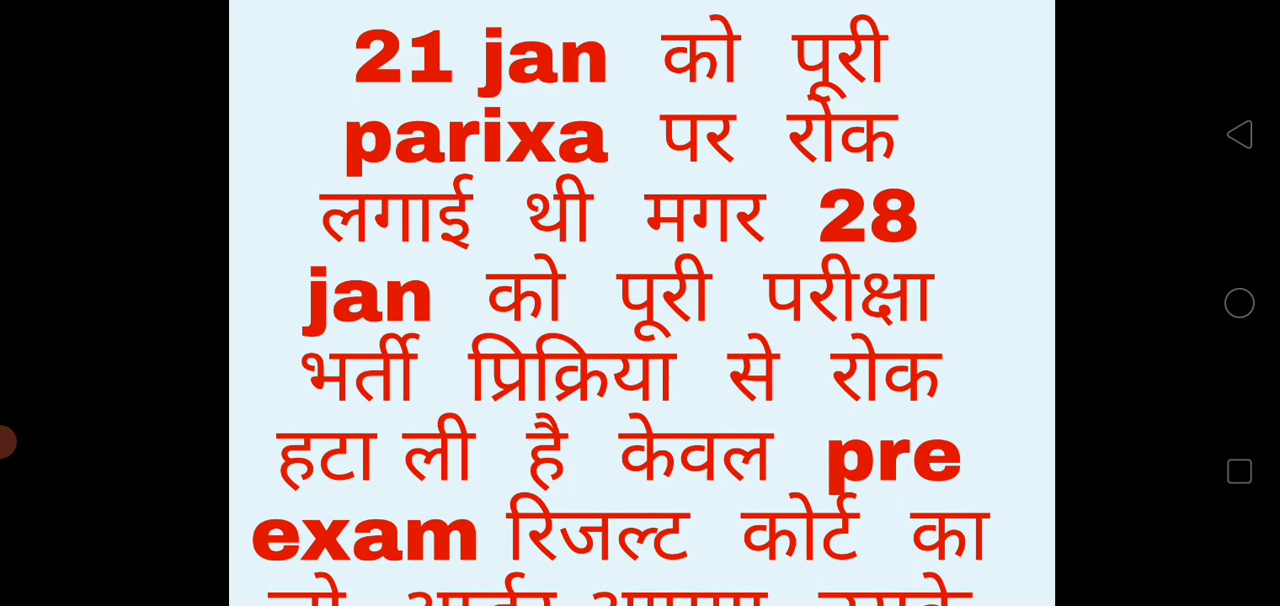 21 jan को पूरी
parixa पर रोक
लगाई थी मगर 28
jan को पूरी परीक्षा
भर्ती प्रिक्रिया से रोक
हटा ली है केवल pre
exam रिजल्ट कोर्ट का